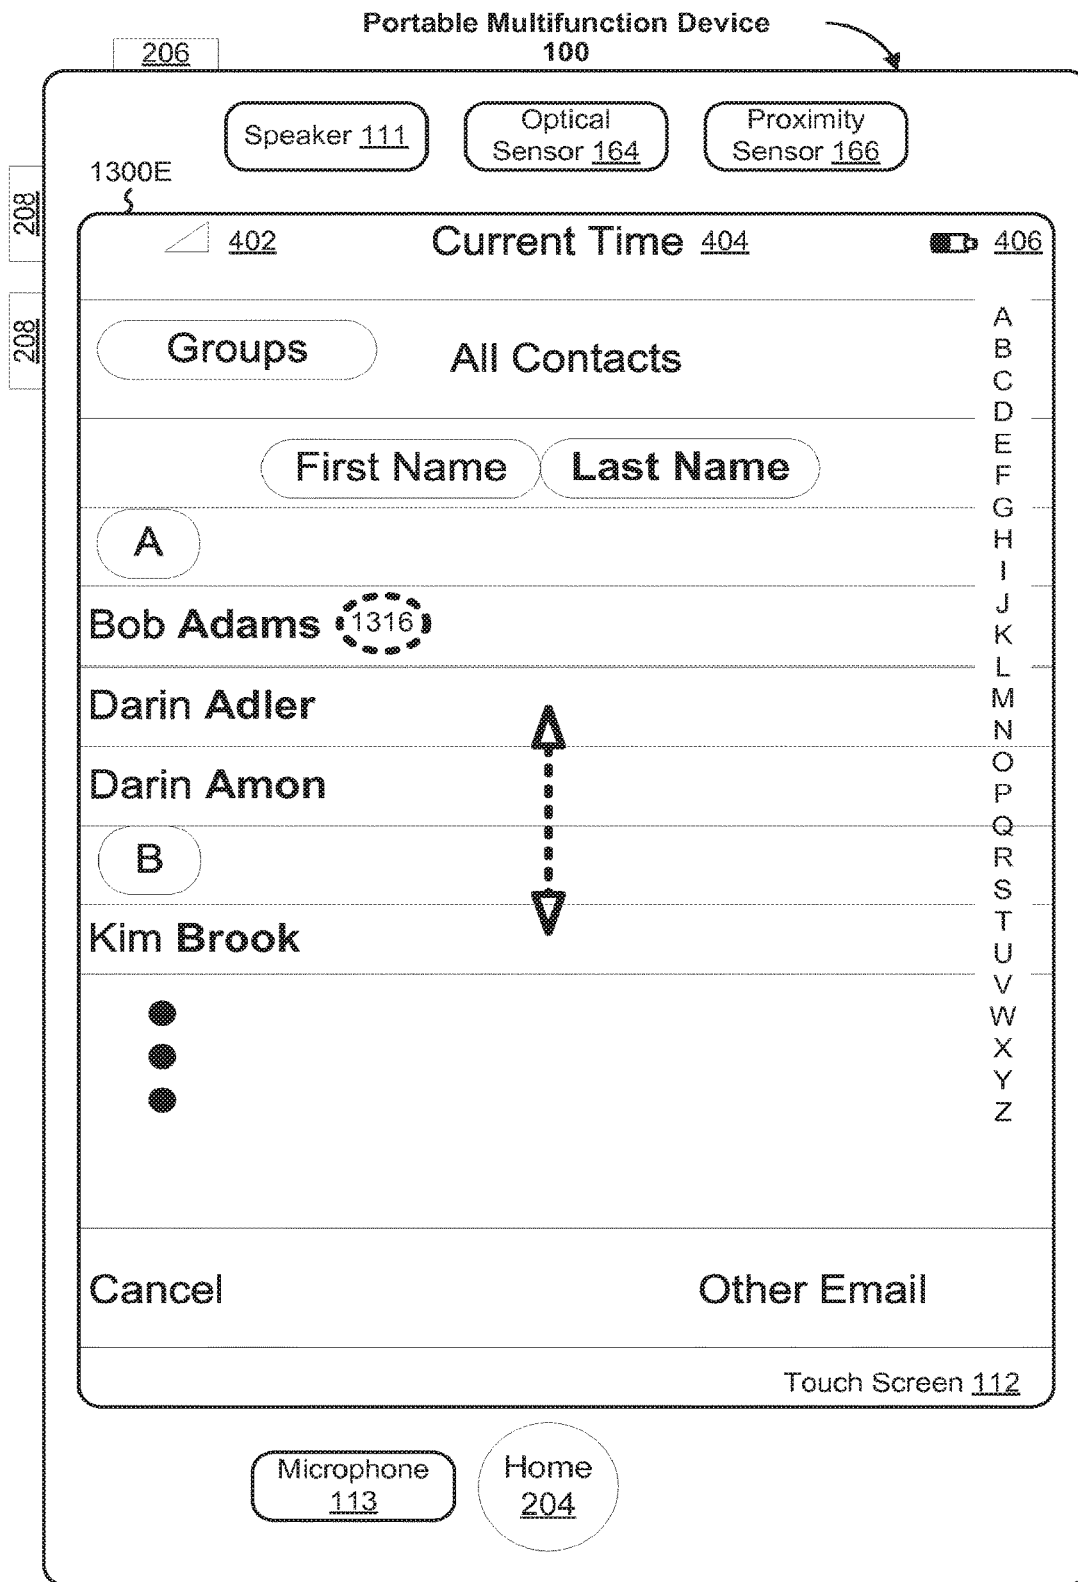 Portable Multifunction Device
100
206
Speaker 111
Optical
Sensor 164
Proximity
Sensor 166
1300E
208
208
402
Current Time 404
406
Groups
All Contacts
First Name
Last Name
A
Bob Adams 1316
Darin Adler
Darin Amon
B
Kim Brook
A
B
C
D
E
F
G
H
I
J
K
L
M
N
O
P
Q
R
S
T
U
V
W
X
Y
Z
Cancel
Other Email
Touch Screen 112
Microphone
113
Home
204